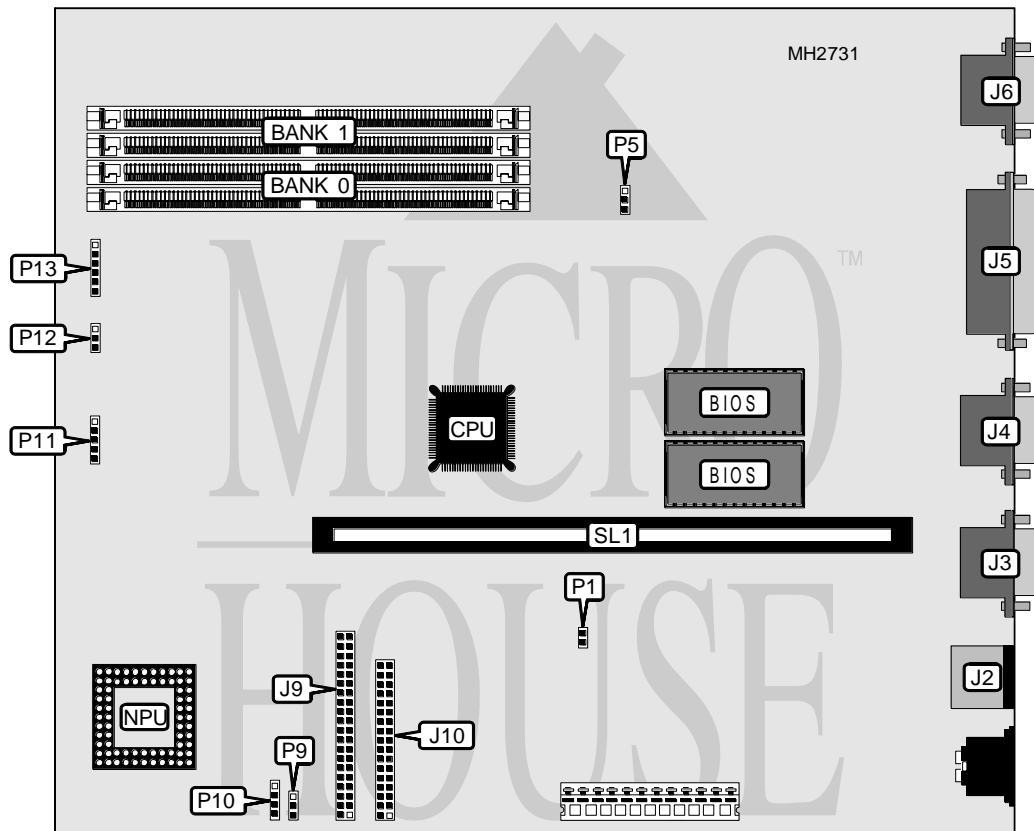 MH2731
J6
BANK 1
P5
BANK 0
J5
P13
TM
MICRO
P12
BIOS
CPU
J4
P11
BIOS
SL1
J3
P1
HOUSE
J2
J9
NPU
J10
P9
P10